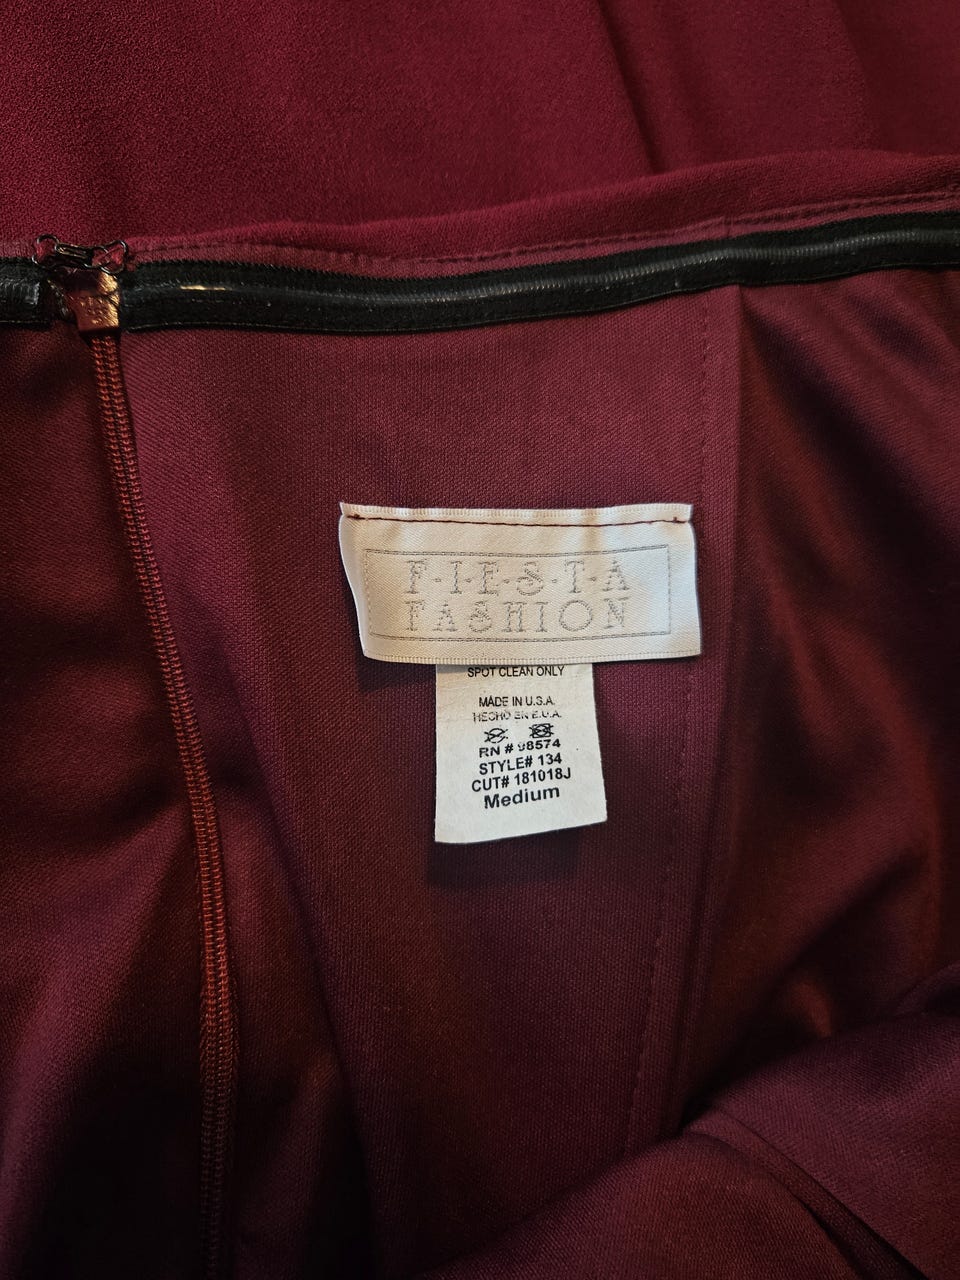 F·I·E·S·T·A
FASHION
SPOT CLEAN ONLY
MADE IN U.S.A.
HECHO EN E.U.A.
RN # 98574
STYLE# 134
CUT# 181018J
Medium